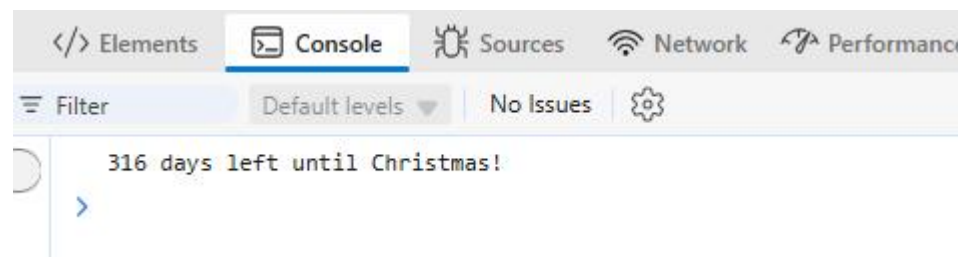 </> Elements Console Sources Network Performance
Filter Default levels No Issues
316 days left until Christmas!
>